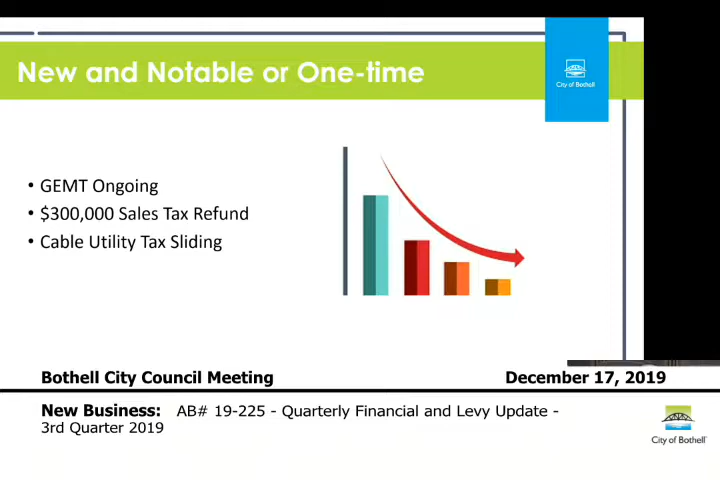 New and Notable or One-time
City of Bothell
• GEMT Ongoing
• $300,000 Sales Tax Refund
• Cable Utility Tax Sliding
Bothell City Council Meeting
December 17, 2019
New Business: AB# 19-225 - Quarterly Financial and Levy Update -
3rd Quarter 2019
City of Bothell